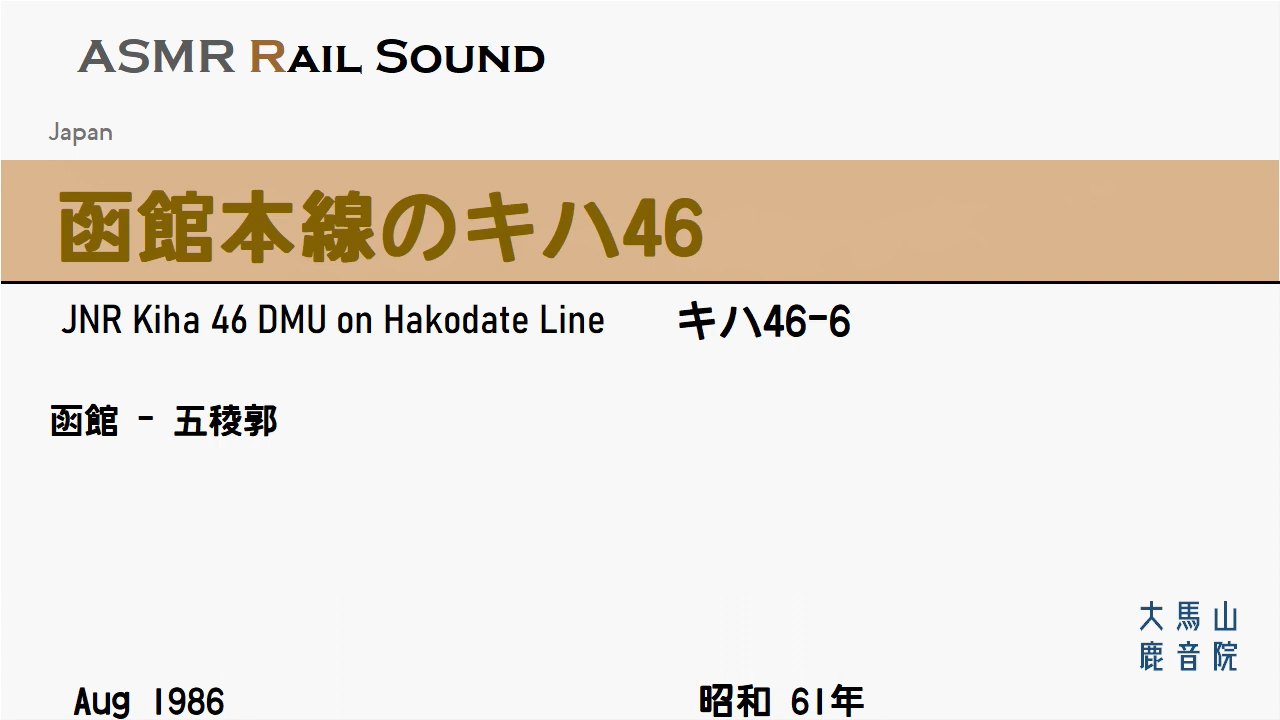 ASMR Rail Sound
Japan
函館本線のキハ46
JNR Kiha 46 DMU on Hakodate Line キハ46-6
函館 - 五稜郭
大馬山
鹿音院
Aug 1986 昭和 61年